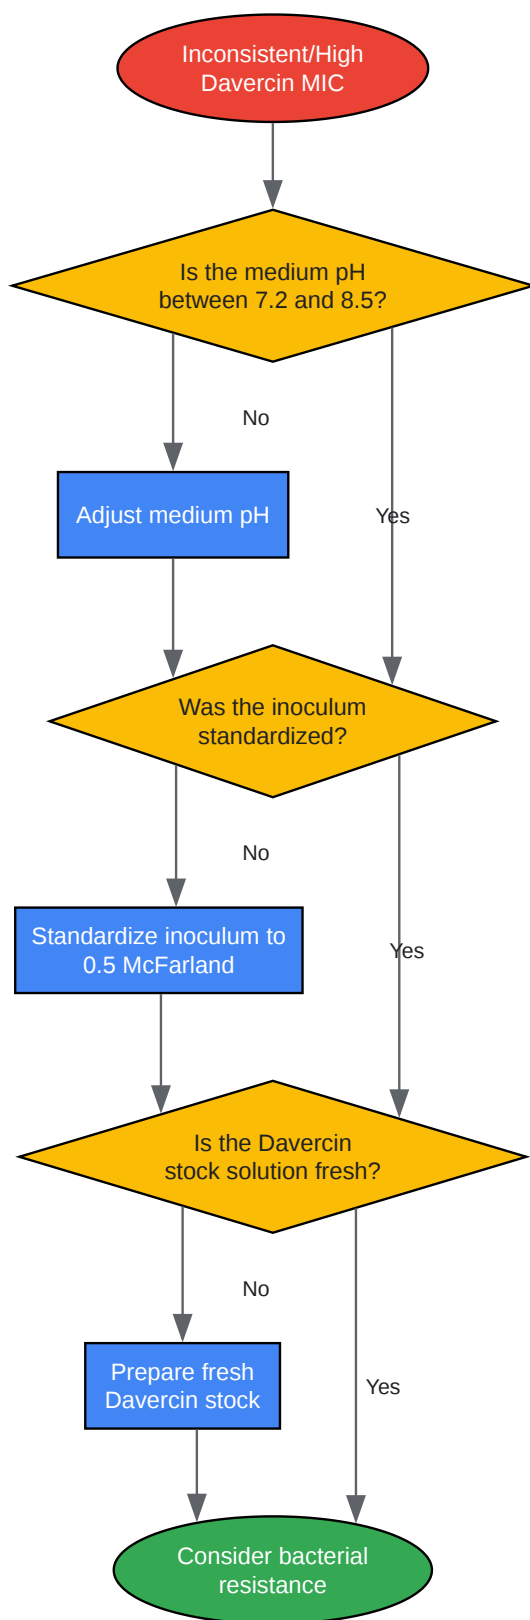 Inconsistent/High
Davercin MIC
Is the medium pH
between 7.2 and 8.5?
No
Adjust medium pH
Yes
Was the inoculum
standardized?
No
Standardize inoculum to
0.5 McFarland
Yes
Is the Davercin
stock solution fresh?
No
Prepare fresh
Davercin stock
Yes
Consider bacterial
resistance